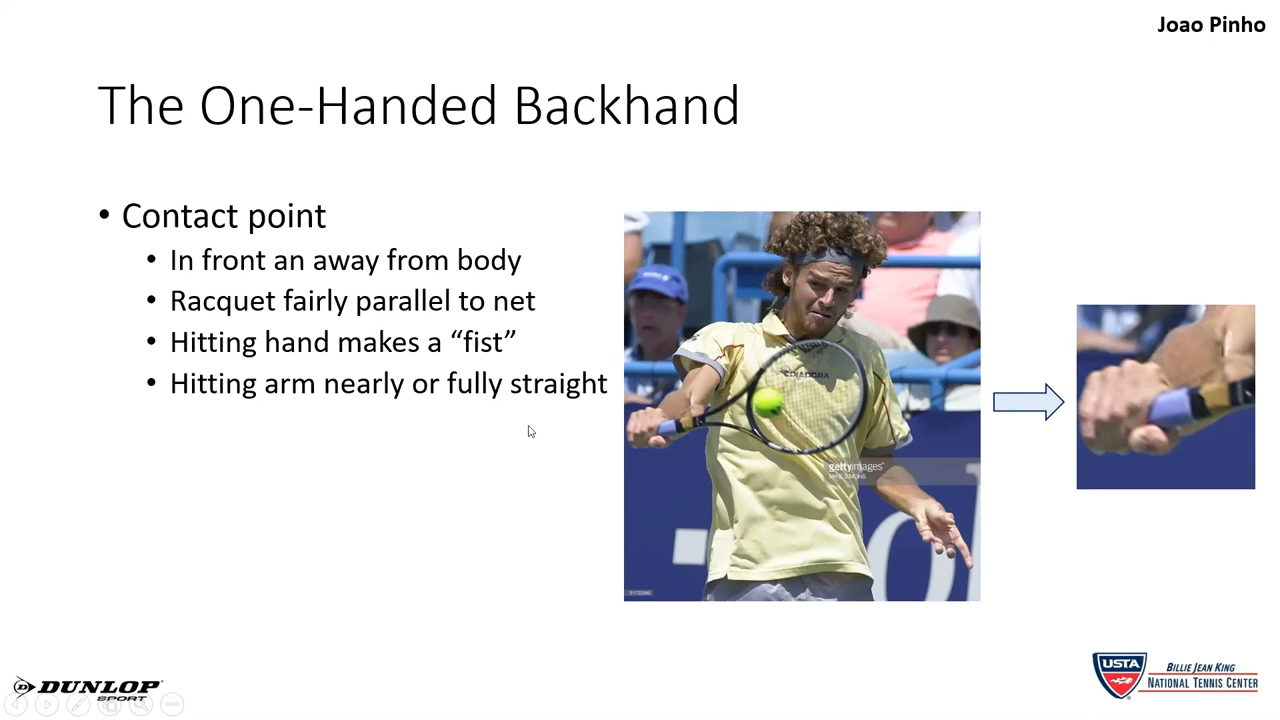 Joao Pinho
The One-Handed Backhand
• Contact point
• In front an away from body
• Racquet fairly parallel to net
• Hitting hand makes a “fist”
• Hitting arm nearly or fully straight
DIADORA
gettyimages®
MIKE SIMONS
DUNLOP
SPORT
USTA
BILLIE JEAN KING
NATIONAL TENNIS CENTER